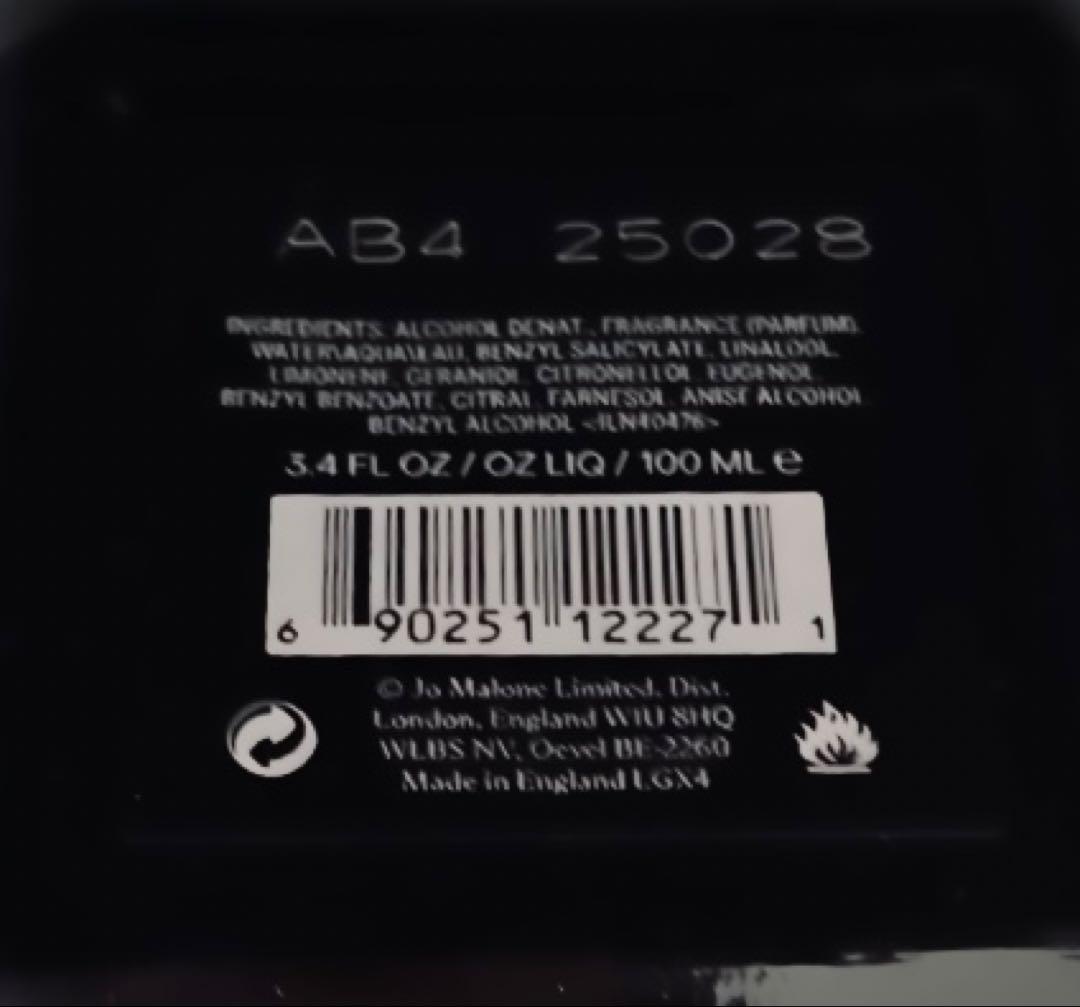 AB4 25028
INGREDIENTS: ALCOHOL DENAT., FRAGRANCE (PARFUM),
WATER\AQUA\EAU, BENZYL SALICYLATE, LINALOOL,
LIMONENE, GERANIOL, CITRONELLOL, EUGENOL,
BENZYL BENZOATE, CITRAL, FARNESOL, ANISE ALCOHOL,
BENZYL ALCOHOL <ILN40476>
3.4 FL OZ / OZ LIQ / 100 ML e
6 90251 12227 1
© Jo Malone Limited, Dist.
London, England W1U 8HQ
WLBS NV, Oevel BE-2260
Made in England LGX4